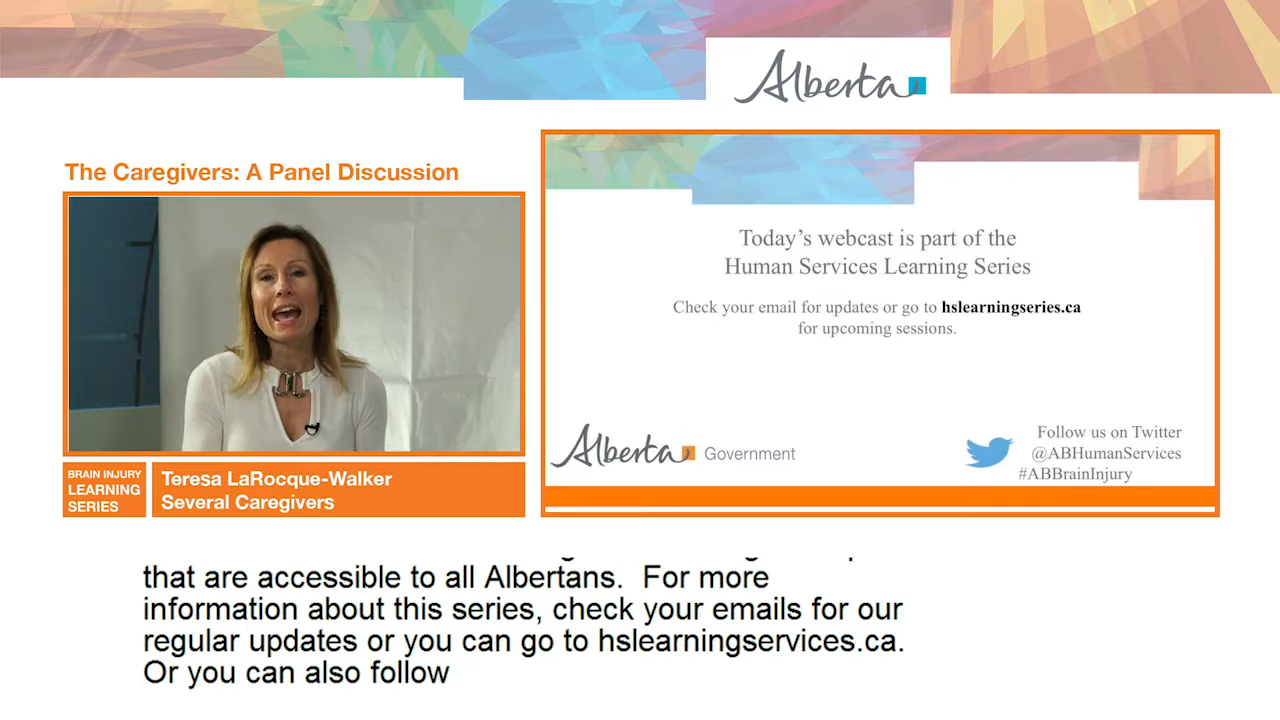 Alberta
The Caregivers: A Panel Discussion
BRAIN INJURY
LEARNING
SERIES
Teresa LaRocque-Walker
Several Caregivers
Today's webcast is part of the
Human Services Learning Series
Check your email for updates or go to hslearningseries.ca
for upcoming sessions.
Alberta Government
Follow us on Twitter
@ABHumanServices
#ABBrainInjury
that are accessible to all Albertans.  For more
information about this series, check your emails for our
regular updates or you can go to hslearningservices.ca.
Or you can also follow